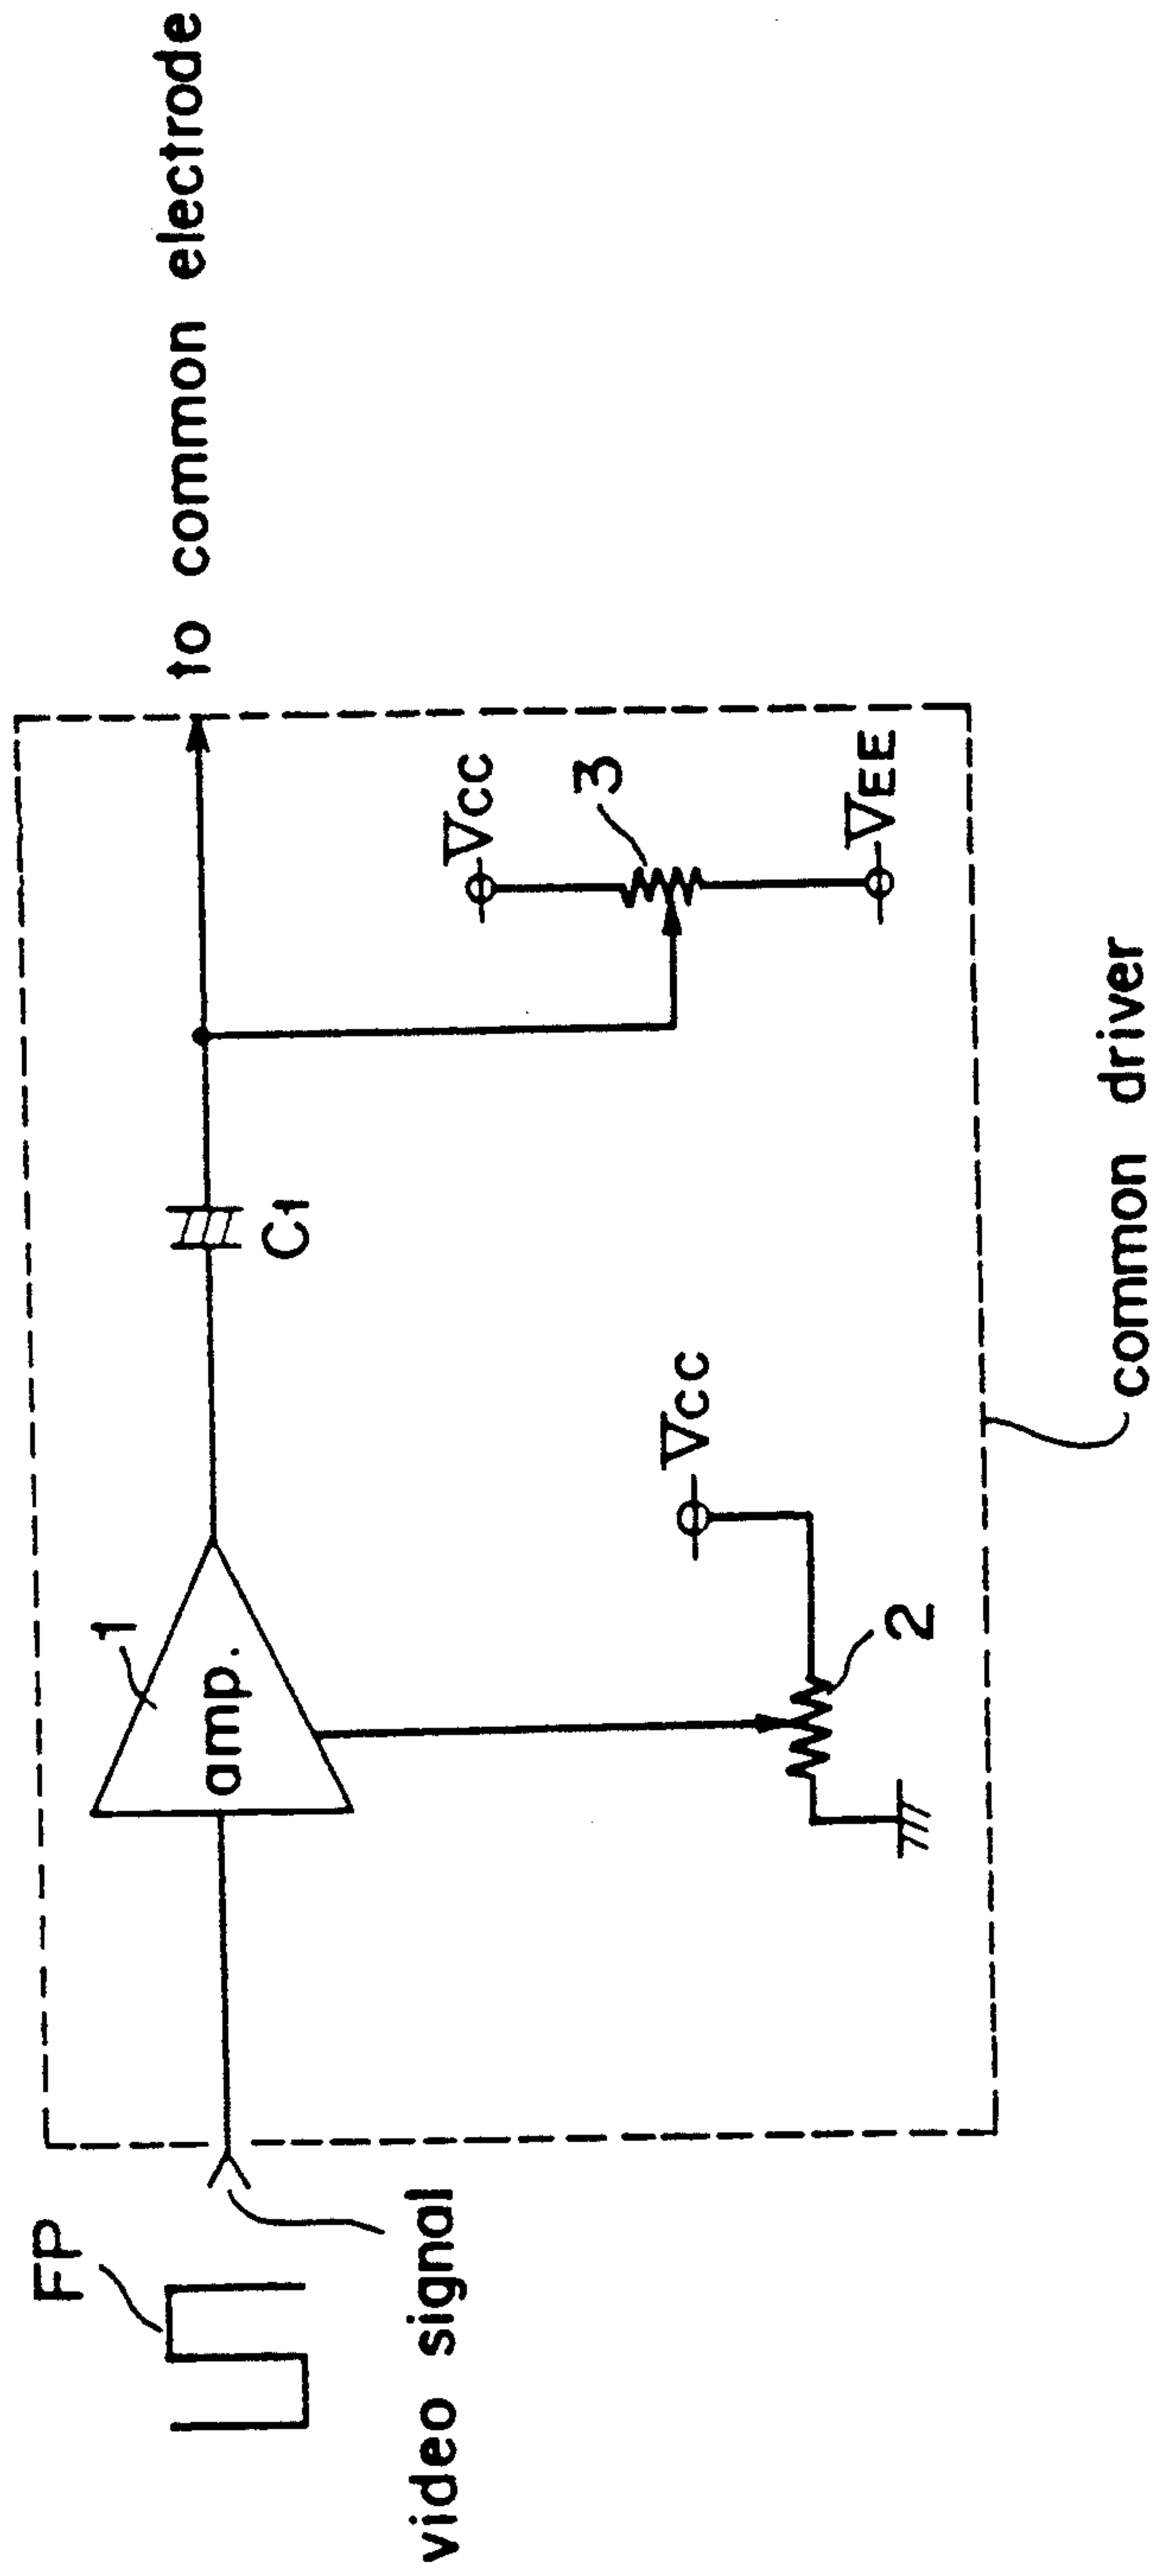 FP
video signal
1
amp.
2
VCC
C1
VCC
3
VEE
to common electrode
common driver